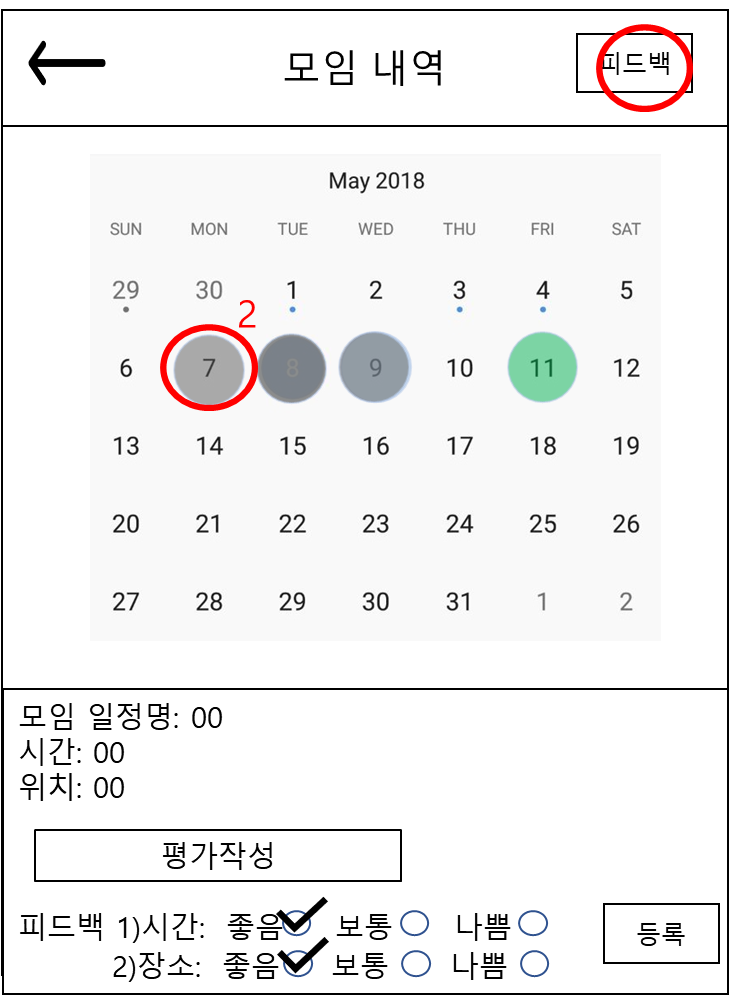 모임 내역 피드백
May 2018
SUN MON TUE WED THU FRI SAT
29 30 1 2 3 4 5
2
6 7 8 9 10 11 12
13 14 15 16 17 18 19
20 21 22 23 24 25 26
27 28 29 30 31 1 2
모임 일정명: 00
시간: 00
위치: 00
평가작성
피드백 1)시간: 좋음 보통 나쁨
2)장소: 좋음 보통 나쁨
등록